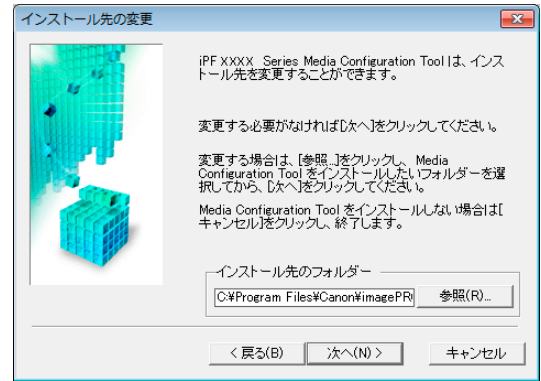 インストール先の変更
iPF XXXX Series Media Configuration Toolは、インス
トール先を変更することができます。
変更する必要がなければ[次へ]をクリックしてください。
変更する場合は、[参照...]をクリックし、Media
Configuration Tool をインストールしたいフォルダーを選
択してから、[次へ]をクリックしてください。
Media Configuration Tool をインストールしない場合は[
キャンセル]をクリックし、終了します。
インストール先のフォルダー
C:¥Program Files¥Canon¥imagePR
参照(R)...
< 戻る(B)
次へ(N) >
キャンセル